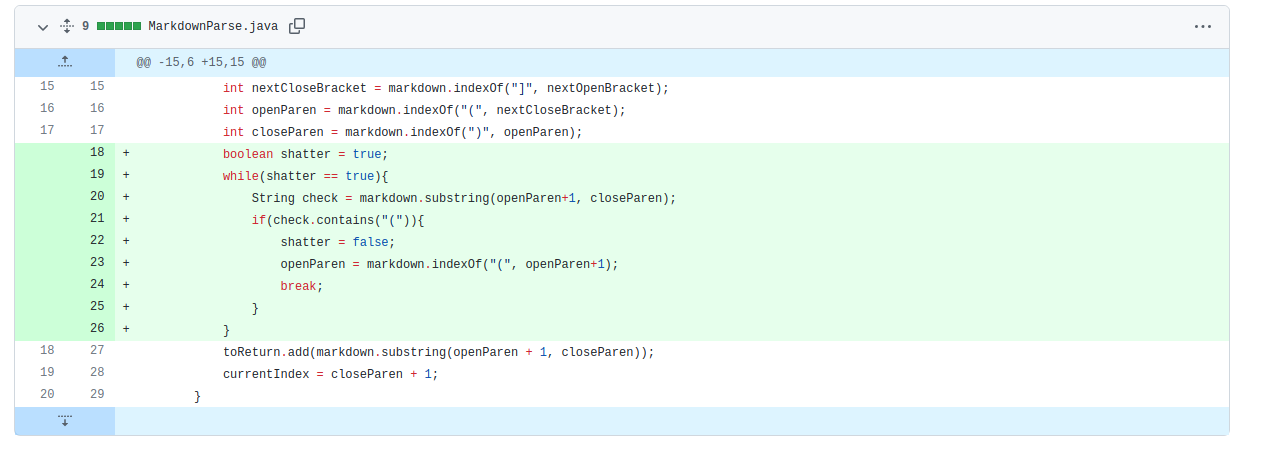 9 MarkdownParse.java
@@ -15,6 +15,15 @@
15 15 int nextCloseBracket = markdown.indexOf("]", nextOpenBracket);
16 16 int openParen = markdown.indexOf("(", nextCloseBracket);
17 17 int closeParen = markdown.indexOf(")", openParen);
18 + boolean shatter = true;
19 + while(shatter == true){
20 + String check = markdown.substring(openParen+1, closeParen);
21 + if(check.contains("(")){
22 + shatter = false;
23 + openParen = markdown.indexOf("(", openParen+1);
24 + break;
25 + }
26 + }
18 27 toReturn.add(markdown.substring(openParen + 1, closeParen));
19 28 currentIndex = closeParen + 1;
20 29 }